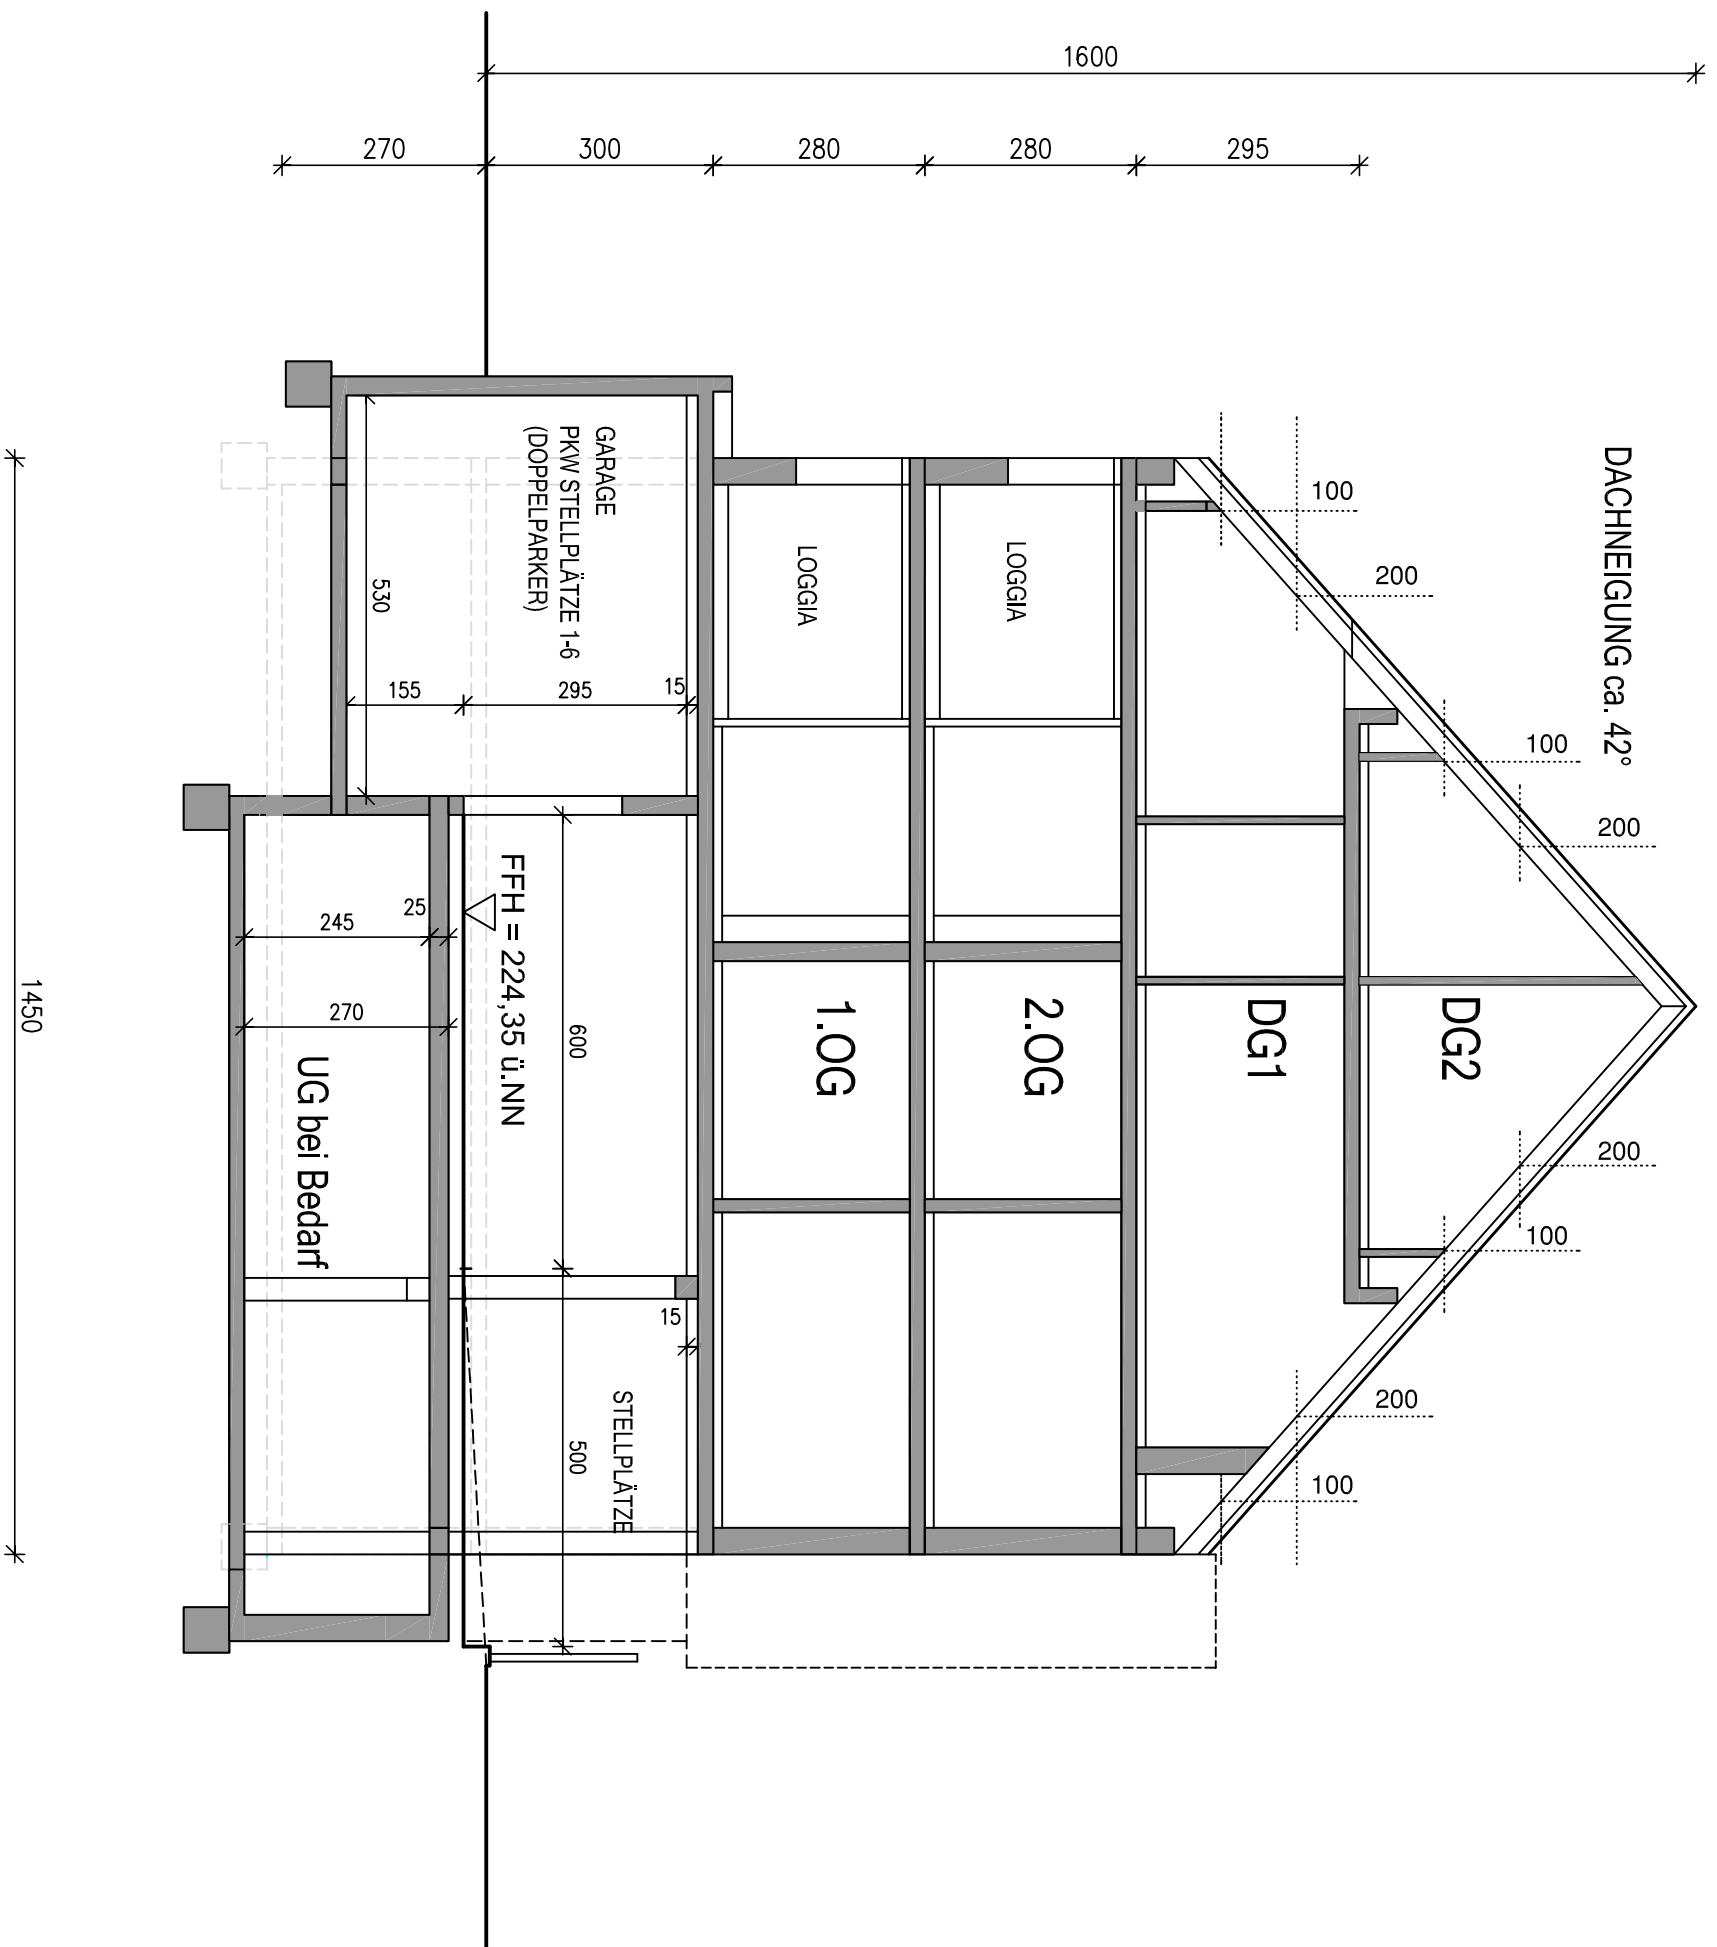 1600
270
300
280
280
295
DACHNEIGUNG ca. 42°
100
200
100
200
200
100
200
100
DG2
DG1
2.OG
1.OG
LOGGIA
LOGGIA
GARAGE
PKW STELLPLÄTZE 1-6
(DOPPELPARKER)
530
155
295
15
FFH = 224,35 ü.NN
600
25
245
270
UG bei Bedarf
15
STELLPLÄTZE
500
1450